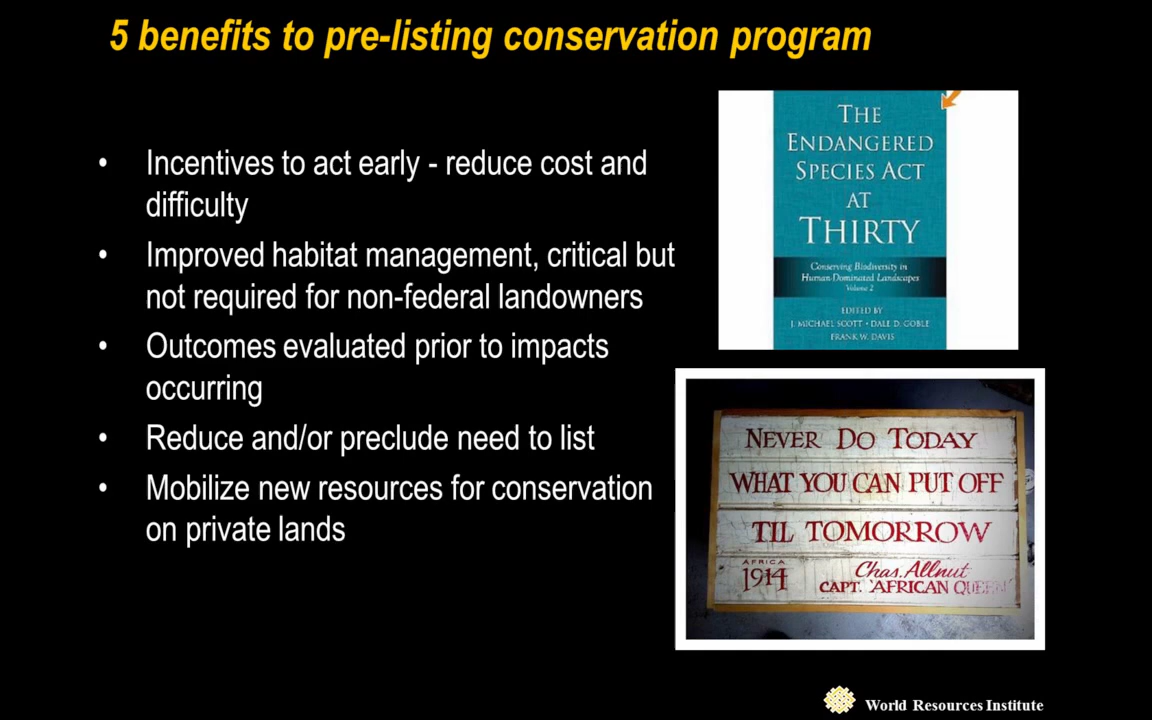 5 benefits to pre-listing conservation program
• Incentives to act early - reduce cost and
difficulty
• Improved habitat management, critical but
not required for non-federal landowners
• Outcomes evaluated prior to impacts
occurring
• Reduce and/or preclude need to list
• Mobilize new resources for conservation
on private lands
THE
ENDANGERED
SPECIES ACT
AT
THIRTY
Conserving Biodiversity in
Human-Dominated Landscapes
Volume 2
EDITED BY
J. MICHAEL SCOTT • DALE D. GOBLE
FRANK W. DAVIS
NEVER DO TODAY
WHAT YOU CAN PUT OFF
TIL TOMORROW
AFRICA
1914
Chas. Allnut
CAPT. 'AFRICAN QUEEN'
World Resources Institute